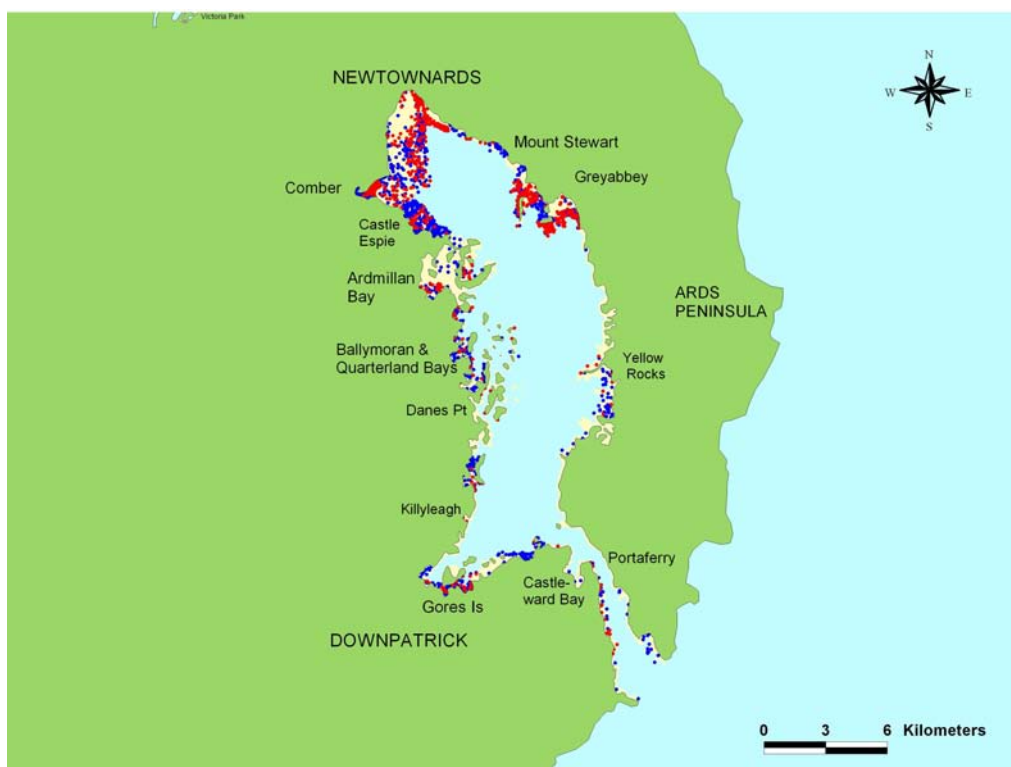 Victoria Park
NEWTOWNARDS
N
W
E
S
Mount Stewart
Greyabbey
Comber
Castle
Espie
Ardmillan
Bay
ARDS
PENINSULA
Ballymoran &
Quarterland Bays
Yellow
Rocks
Danes Pt
Killyleagh
Portaferry
Castle-
ward Bay
Gores Is
DOWNPATRICK
0 3 6 Kilometers